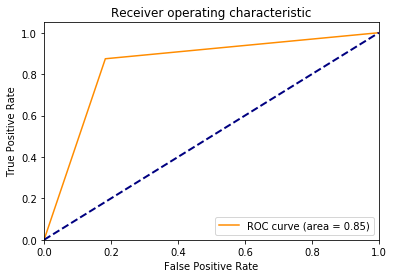 Receiver operating characteristic
1.0
0.8
0.6
0.4
0.2
0.0
True Positive Rate
ROC curve (area = 0.85)
0.0 0.2 0.4 0.6 0.8 1.0
False Positive Rate